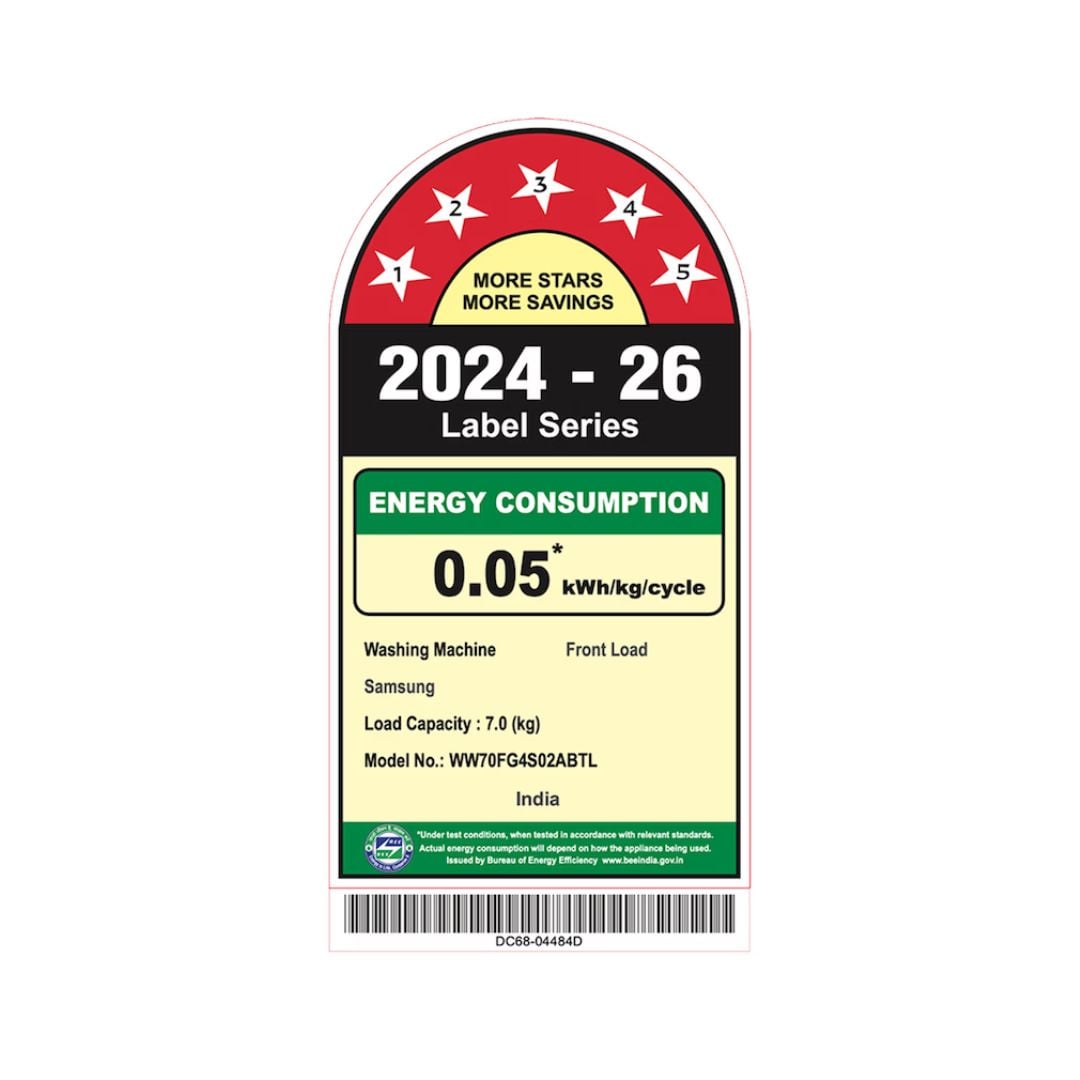 1
2
3
4
5
MORE STARS
MORE SAVINGS
2024 - 26
Label Series
ENERGY CONSUMPTION
0.05* kWh/kg/cycle
Washing Machine Front Load
Samsung
Load Capacity : 7.0 (kg)
Model No.: WW70FG4S02ABTL
India
BEE
*Under test conditions, when tested in accordance with relevant standards.
Actual energy consumption will depend on how the appliance being used.
Issued by Bureau of Energy Efficiency www.beeindia.gov.in
DC68-04484D